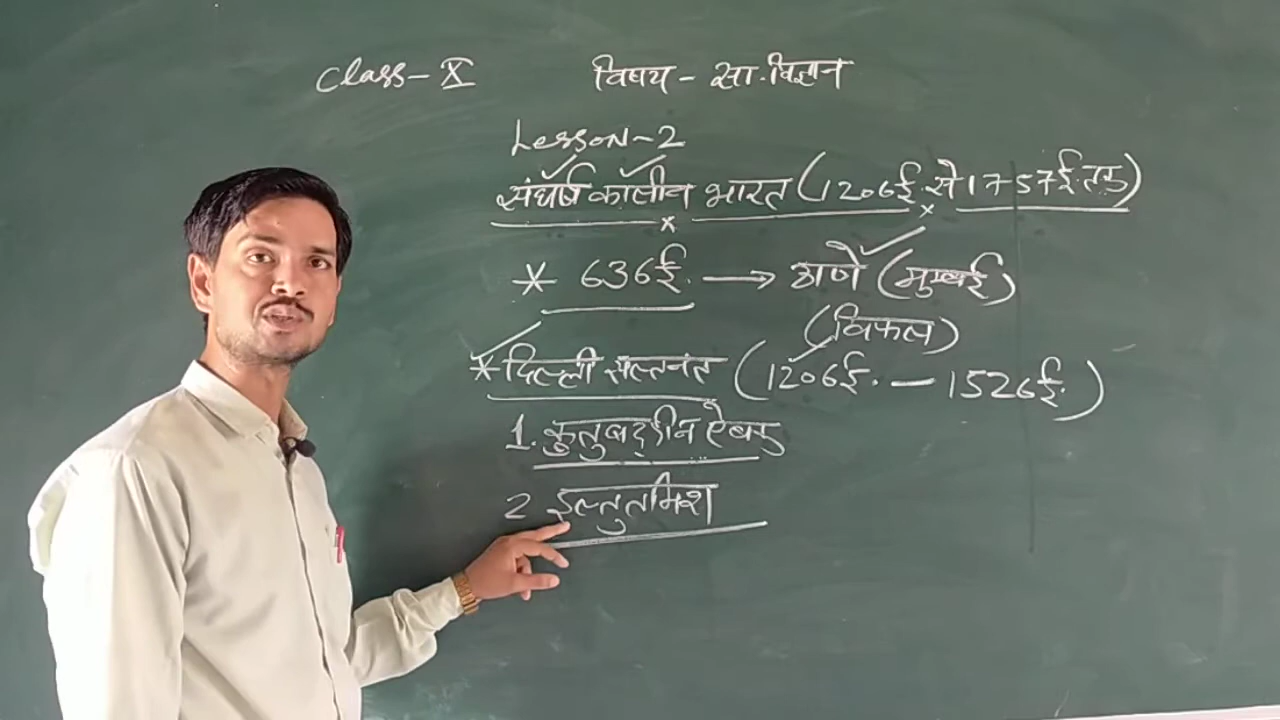 Class - X विषय - सा. विज्ञान
Lesson - 2
संघर्ष कालीन भारत (1206ई. से 1757ई. तक)
* 636ई. → ठाणे (मुम्बई)
(विफल)
* दिल्ली सल्तनत (1206ई. - 1526ई.)
1. कुतुबद्दीन ऐबक
2 इल्तुतमिश